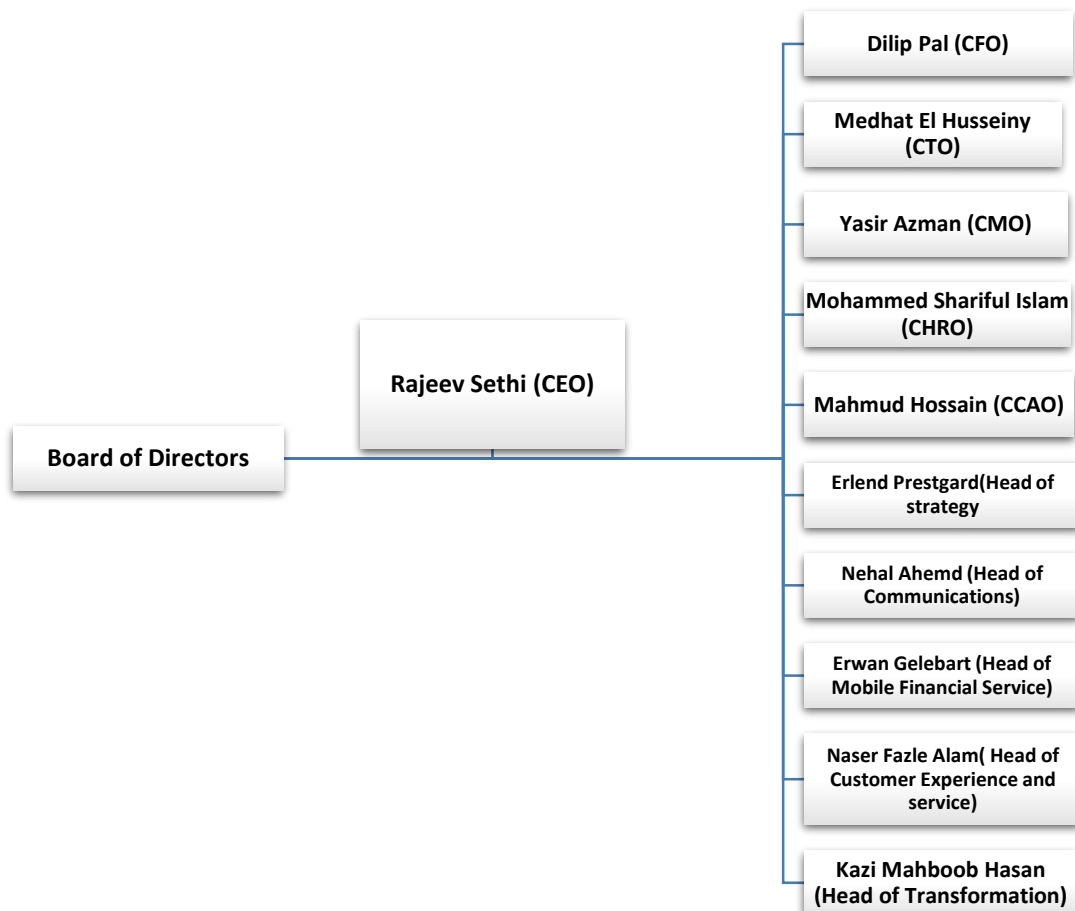 Board of Directors
Rajeev Sethi (CEO)
Dilip Pal (CFO)
Medhat El Husseiny
(CTO)
Yasir Azman (CMO)
Mohammed Shariful Islam
(CHRO)
Mahmud Hossain (CCAO)
Erlend Prestgard(Head of
strategy
Nehal Ahemd (Head of
Communications)
Erwan Gelebart (Head of
Mobile Financial Service)
Naser Fazle Alam( Head of
Customer Experience and
service)
Kazi Mahboob Hasan
(Head of Transformation)